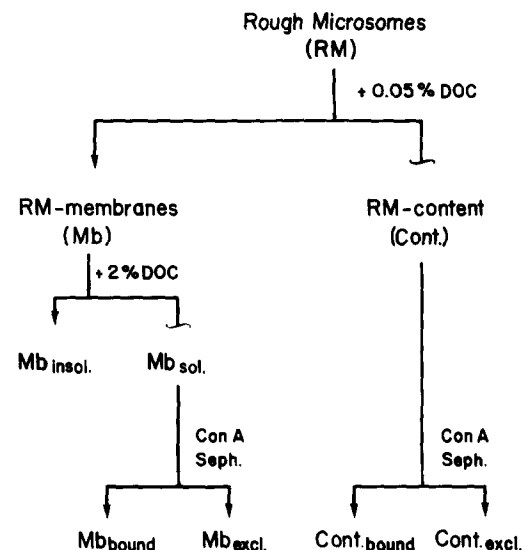 Rough Microsomes
(RM)
+ 0.05% DOC
RM-membranes
(Mb)
RM-content
(Cont.)
+ 2% DOC
Mb insol.
Mb sol.
Con A
Seph.
Con A
Seph.
Mb bound
Mb excl.
Cont. bound
Cont. excl.